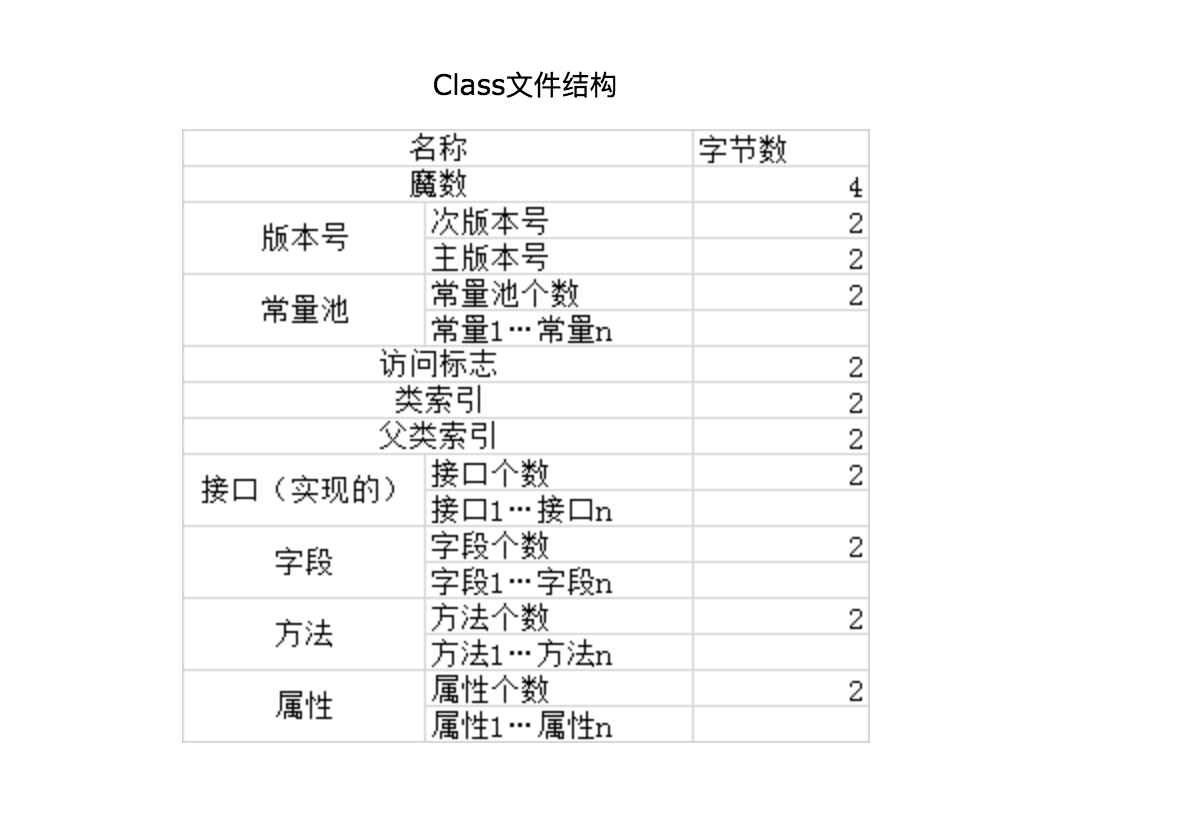 Class文件结构
名称 字节数
魔数 4
版本号 次版本号 2
主版本号 2
常量池 常量池个数 2
常量1…常量n
访问标志 2
类索引 2
父类索引 2
接口（实现的） 接口个数 2
接口1…接口n
字段 字段个数 2
字段1…字段n
方法 方法个数 2
方法1…方法n
属性 属性个数 2
属性1…属性n